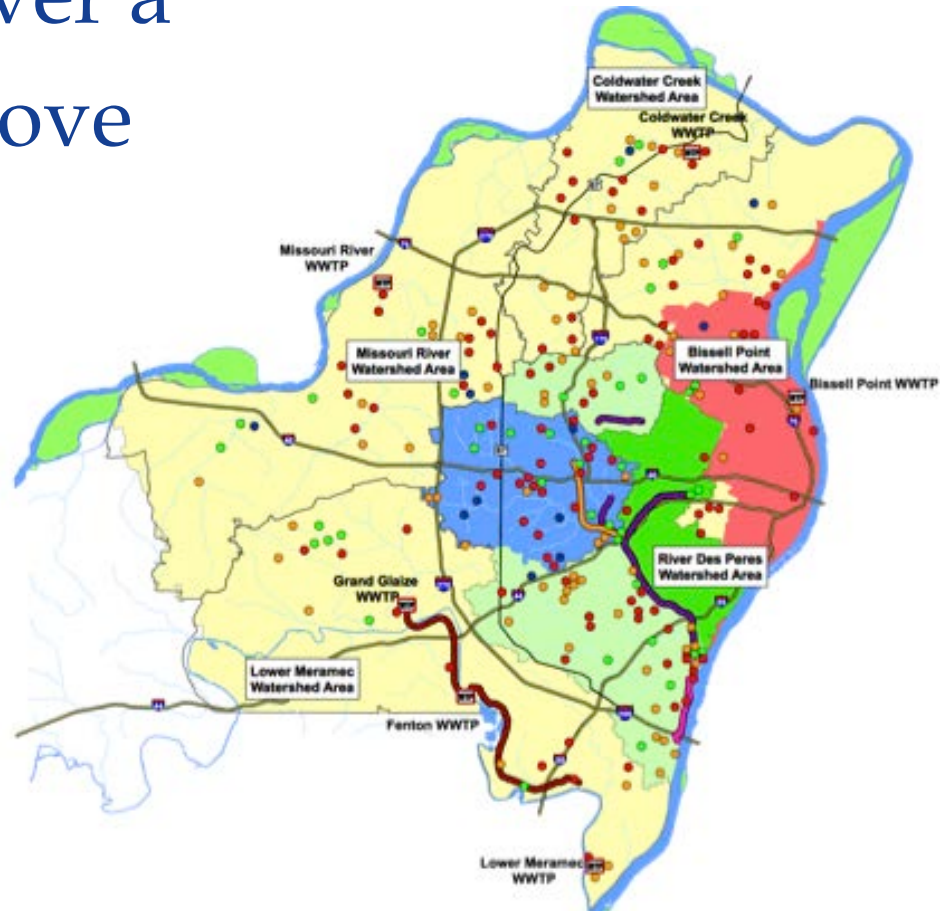 ver a
ove
Coldwater Creek
Watershed Area
Coldwater Creek
WWTP
Missouri River
WWTP
Missouri River
Watershed Area
Bissell Point
Watershed Area
Bissell Point WWTP
River Des Peres
Watershed Area
Grand Glaize
WWTP
Lower Meramec
Watershed Area
44
Fenton WWTP
Lower Meramec
WWTP